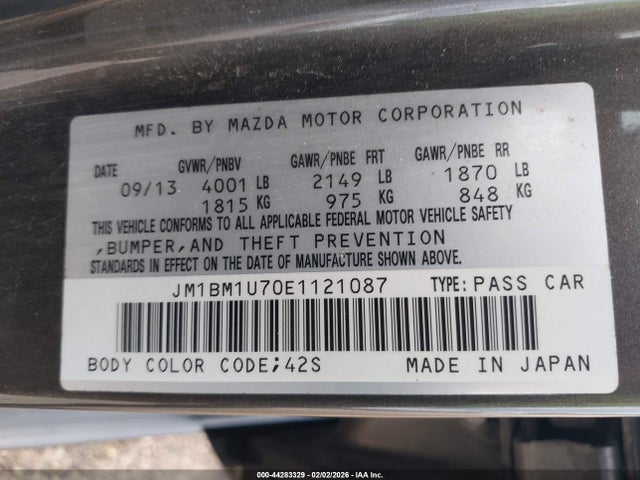 MFD. BY MAZDA MOTOR CORPORATION
DATE GVWR/PNBV GAWR/PNBE FRT GAWR/PNBE RR
09/13 4001 LB 2149 LB 1870 LB
1815 KG 975 KG 848 KG
THIS VEHICLE CONFORMS TO ALL APPLICABLE FEDERAL MOTOR VEHICLE SAFETY
,BUMPER,AND THEFT PREVENTION
STANDARDS IN EFFECT ON THE DATE OF MANUFACTURE SHOWN ABOVE.
JM1BM1U70E1121087 TYPE: PASS CAR
BODY COLOR CODE;42S MADE IN JAPAN
000-44283329 - 02/02/2026 - IAA Inc.